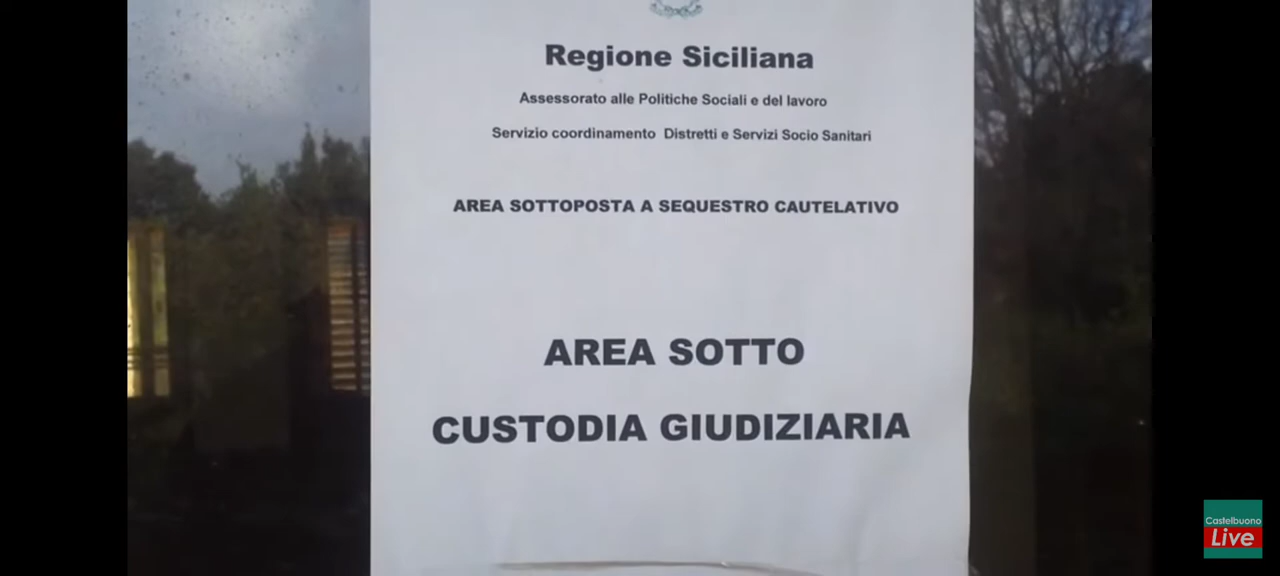 Regione Siciliana
Assessorato alle Politiche Sociali e del lavoro
Servizio coordinamento Distretti e Servizi Socio Sanitari
AREA SOTTOPOSTA A SEQUESTRO CAUTELATIVO
AREA SOTTO
CUSTODIA GIUDIZIARIA
Castelbuono
Live